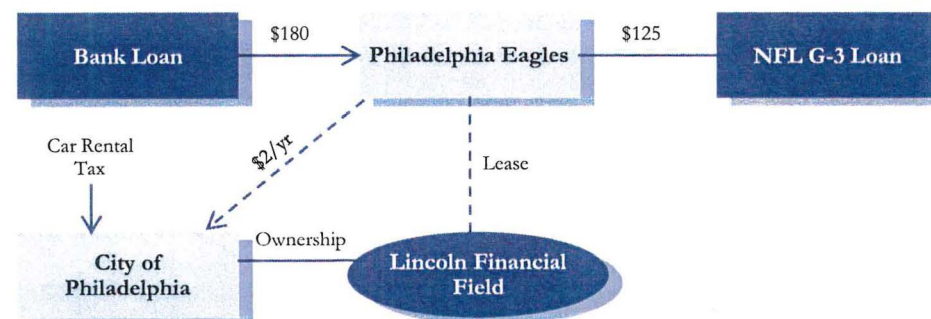 $180
$125
Bank Loan
Philadelphia Eagles
NFL G-3 Loan
Car Rental
Tax
$2/yr
Lease
Ownership
City of
Philadelphia
Lincoln Financial
Field